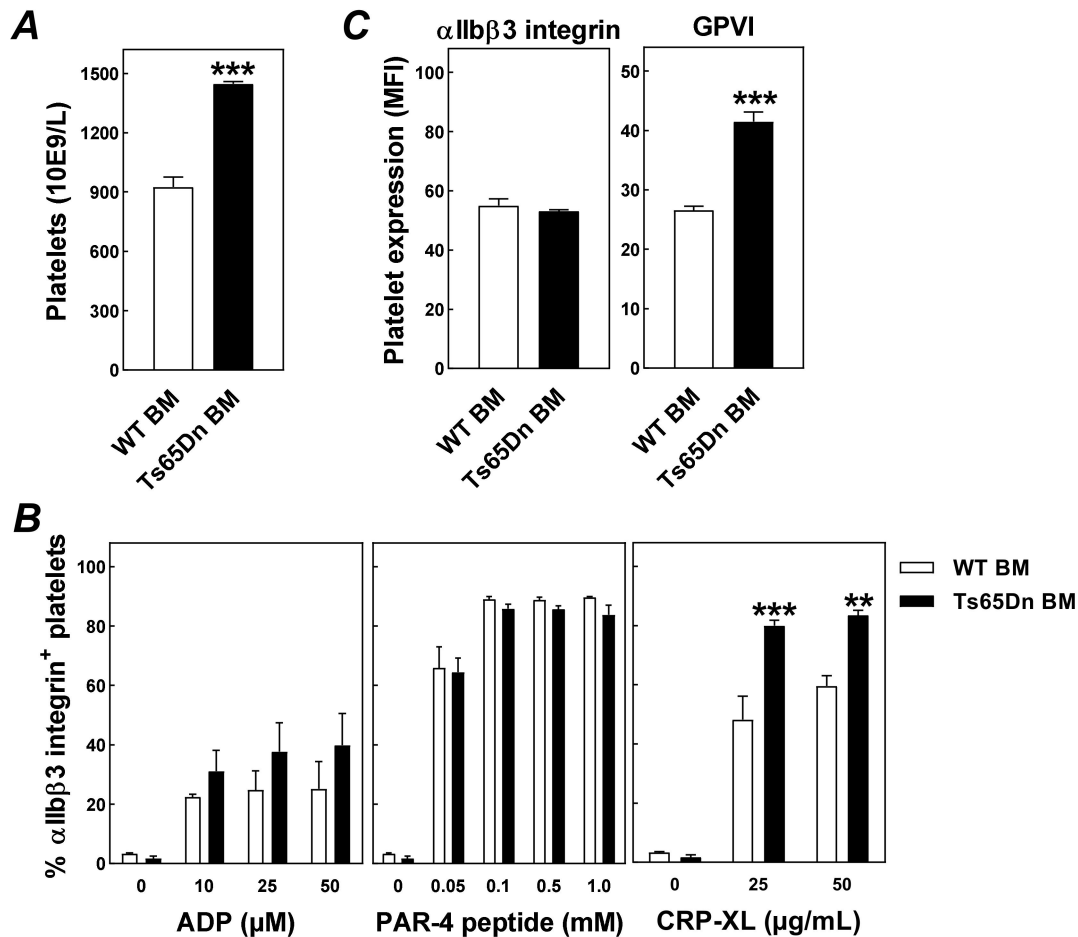 A
Platelets (10E9/L)
1500
1200
900
600
300
0
***
WT BM
Ts65Dn BM
C
αIIbβ3 integrin
Platelet expression (MFI)
100
80
60
40
20
0
WT BM
Ts65Dn BM
GPVI
50
40
30
20
10
0
***
WT BM
Ts65Dn BM
B
% αIIbβ3 integrin+ platelets
100
80
60
40
20
0
0 10 25 50
ADP (µM)
0 0.05 0.1 0.5 1.0
PAR-4 peptide (mM)
*** **
0 25 50
CRP-XL (µg/mL)
WT BM
Ts65Dn BM